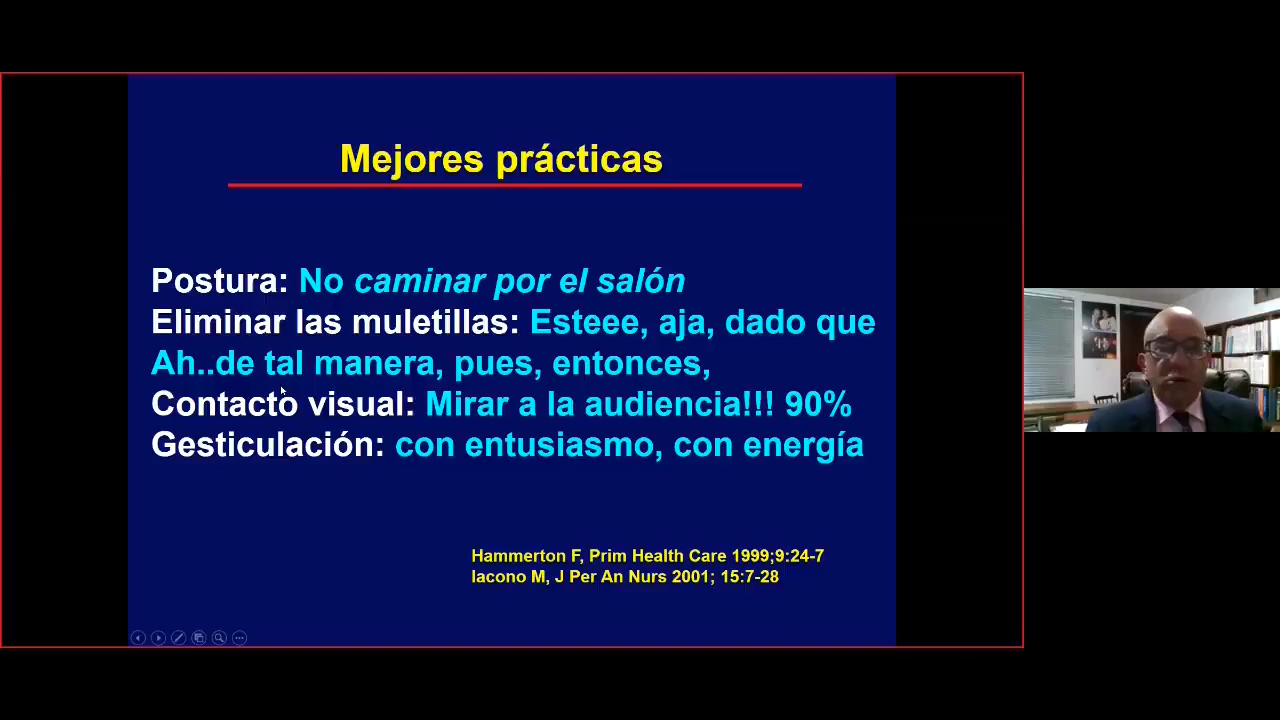 Mejores prácticas
Postura: No caminar por el salón
Eliminar las muletillas: Esteee, aja, dado que
Ah..de tal manera, pues, entonces,
Contacto visual: Mirar a la audiencia!!! 90%
Gesticulación: con entusiasmo, con energía
Hammerton F, Prim Health Care 1999;9:24-7
Iacono M, J Per An Nurs 2001; 15:7-28